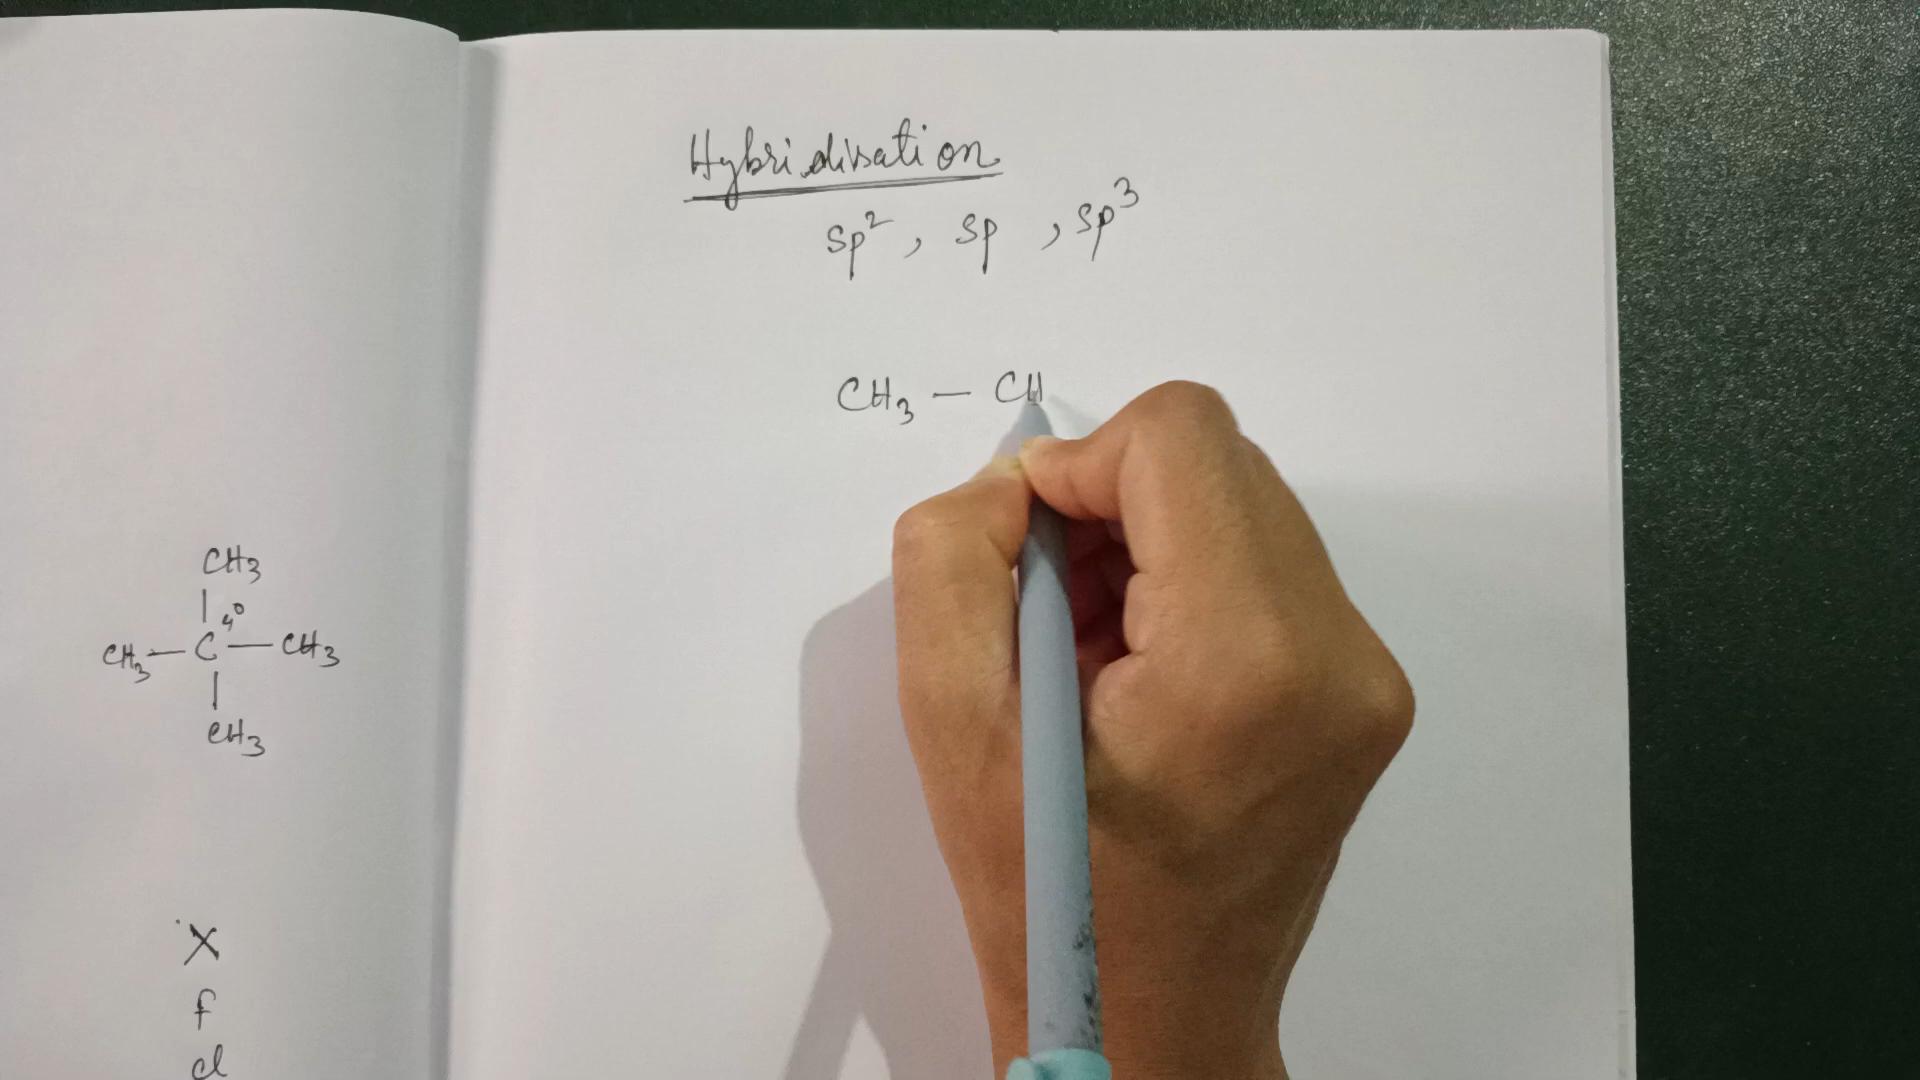 CH₃
| 4°
CH₃ — C — CH₃
|
CH₃
X
f
cl
Hybridisation
sp², sp, sp³
CH₃ — CH